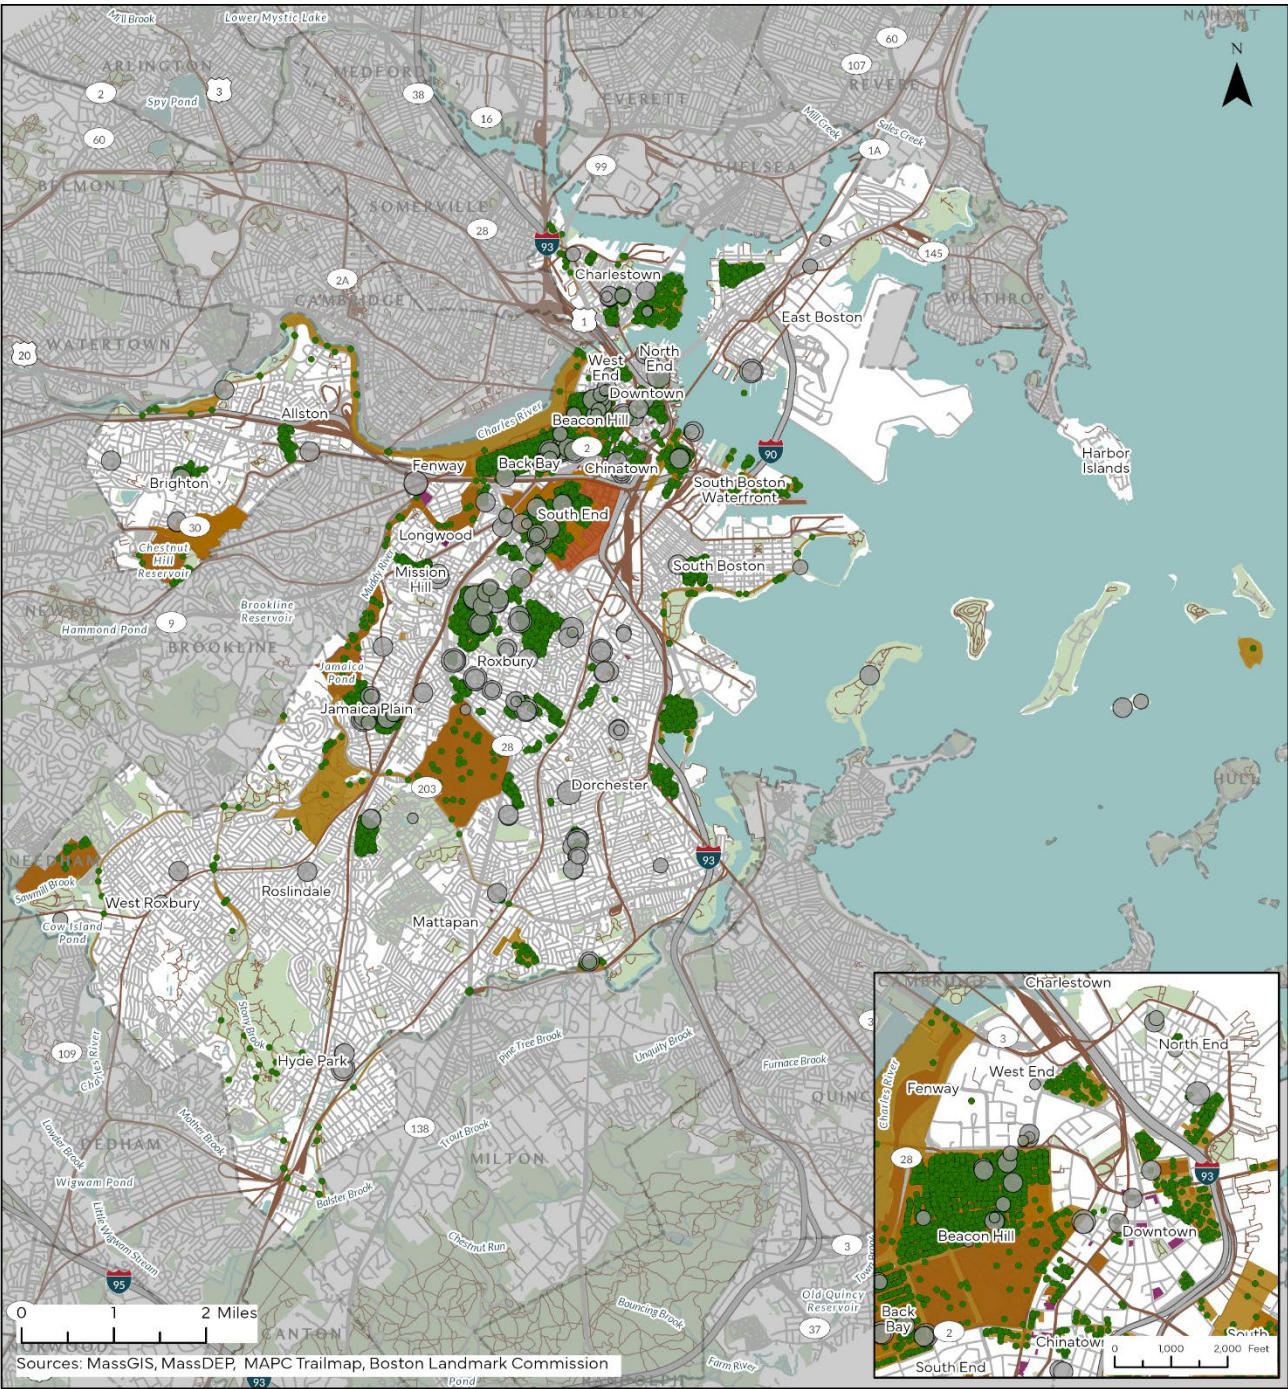 Mill Brook
Lower Mystic Lake
MALDEN
NAHANT
60
107
REVERE
ARLINGTON
MEDFORD
2
3
38
Spy Pond
EVERETT
16
Mill Creek
Sales Creek
60
1A
99
CHELSEA
BELMONT
SOMERVILLE
28
93
145
Charlestown
2A
CAMBRIDGE
WINTHROP
1
East Boston
20
WATERTOWN
West
End
North
End
Downtown
Allston
Charles River
Beacon Hill
2
90
Harbor
Islands
Fenway
Back Bay
Chinatown
Brighton
South Boston
Waterfront
South End
30
Longwood
Chestnut
Hill
Reservoir
Muddy River
Mission
Hill
South Boston
NEWTON
Brookline
Reservoir
9
Hammond Pond
BROOKLINE
Jamaica
Pond
Roxbury
Jamaica Plain
28
HULL
203
Dorchester
93
NEEDHAM
Sawmill Brook
West Roxbury
Roslindale
Cow Island
Pond
Mattapan
Stony Brook
109
Charles River
Hyde Park
Pine Tree Brook
Unquity Brook
Furnace Brook
QUINC
Mother Brook
138
Trout Brook
DEDHAM
Lowder Brook
MILTON
Wigwam Pond
Balster Brook
Little Wigwam Stream
Chestnut Run
3
Town Brook
95
Old Quincy
Reservoir
Bouncing Brook
37
0 1 2 Miles
CANTON
Sources: MassGIS, MassDEP, MAPC Trailmap, Boston Landmark Commission
93
Pond
Farm River
N
CAMBRIDGE
Charlestown
3
North End
West End
Charles River
Fenway
28
93
Beacon Hill
Downtown
Back
Bay
2
Chinatown
South
South End
0 1,000 2,000 Feet